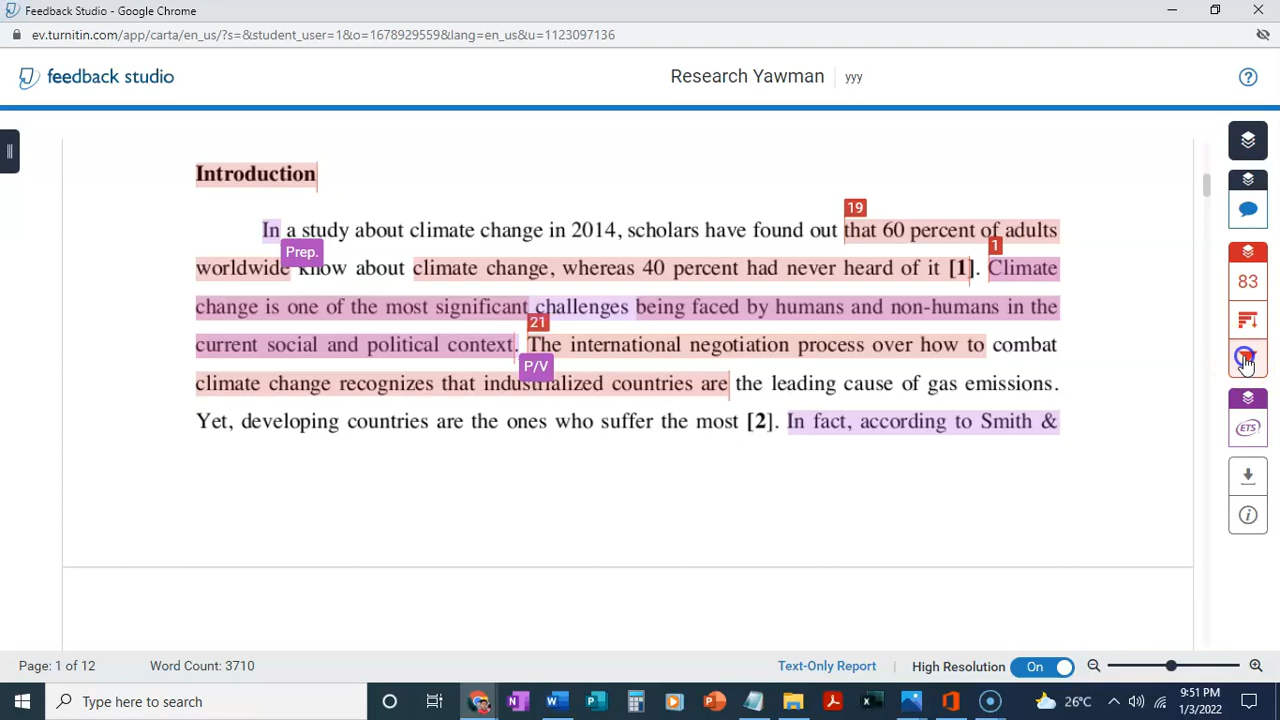 Feedback Studio - Google Chrome
ev.turnitin.com/app/carta/en_us/?s=&student_user=1&o=1678929559&lang=en_us&u=1123097136
feedback studio
Research Yawman
yyy
?
Introduction
19
In a study about climate change in 2014, scholars have found out that 60 percent of adults
Prep.
1
worldwide know about climate change, whereas 40 percent had never heard of it [1]. Climate
change is one of the most significant challenges being faced by humans and non-humans in the
21
current social and political context. The international negotiation process over how to combat
P/V
climate change recognizes that industrialized countries are the leading cause of gas emissions.
Yet, developing countries are the ones who suffer the most [2]. In fact, according to Smith &
83
ETS
Page: 1 of 12
Word Count: 3710
Text-Only Report
High Resolution
On
Type here to search
26°C
9:51 PM
1/3/2022